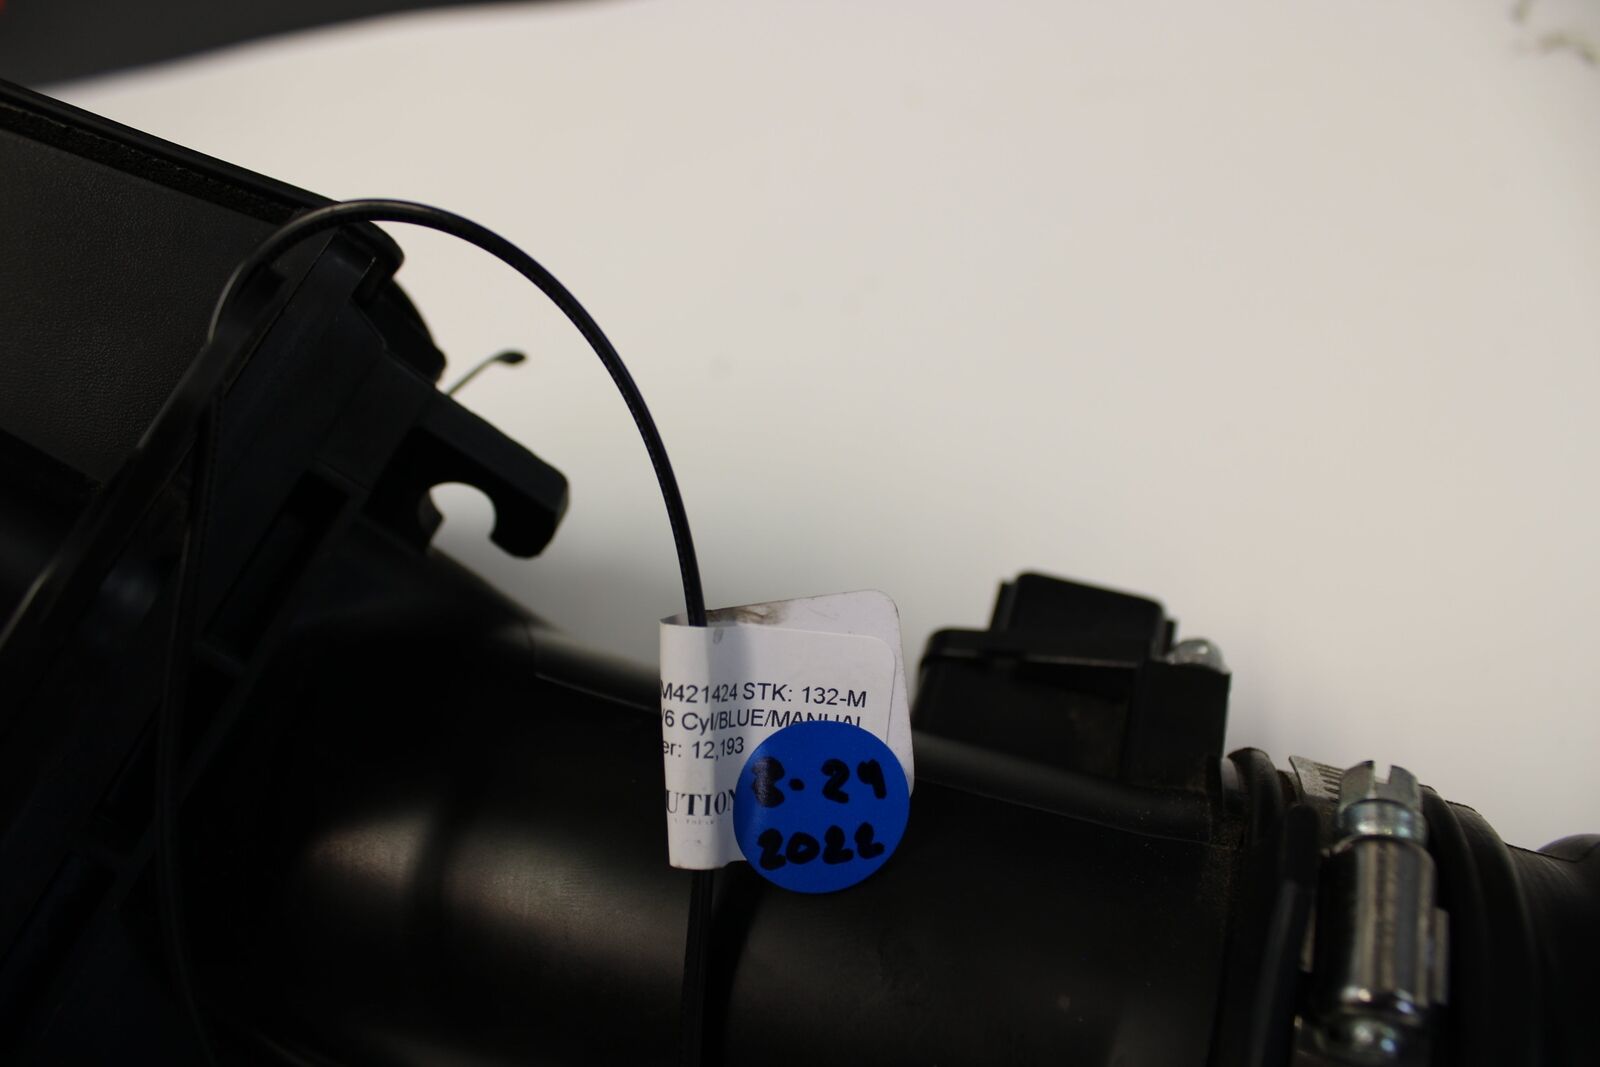 M421424 STK: 132-M
/6 Cyl/BLUE/MANUAL
er: 12,193
UTION
8-29
2022